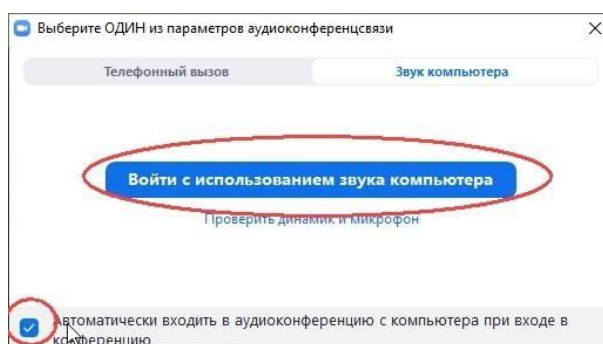 Выберите ОДИН из параметров аудиоконференцсвязи
Телефонный вызов
Звук компьютера
Войти с использованием звука компьютера
Проверить динамик и микрофон
Автоматически входить в аудиоконференцию с компьютера при входе в
конференцию